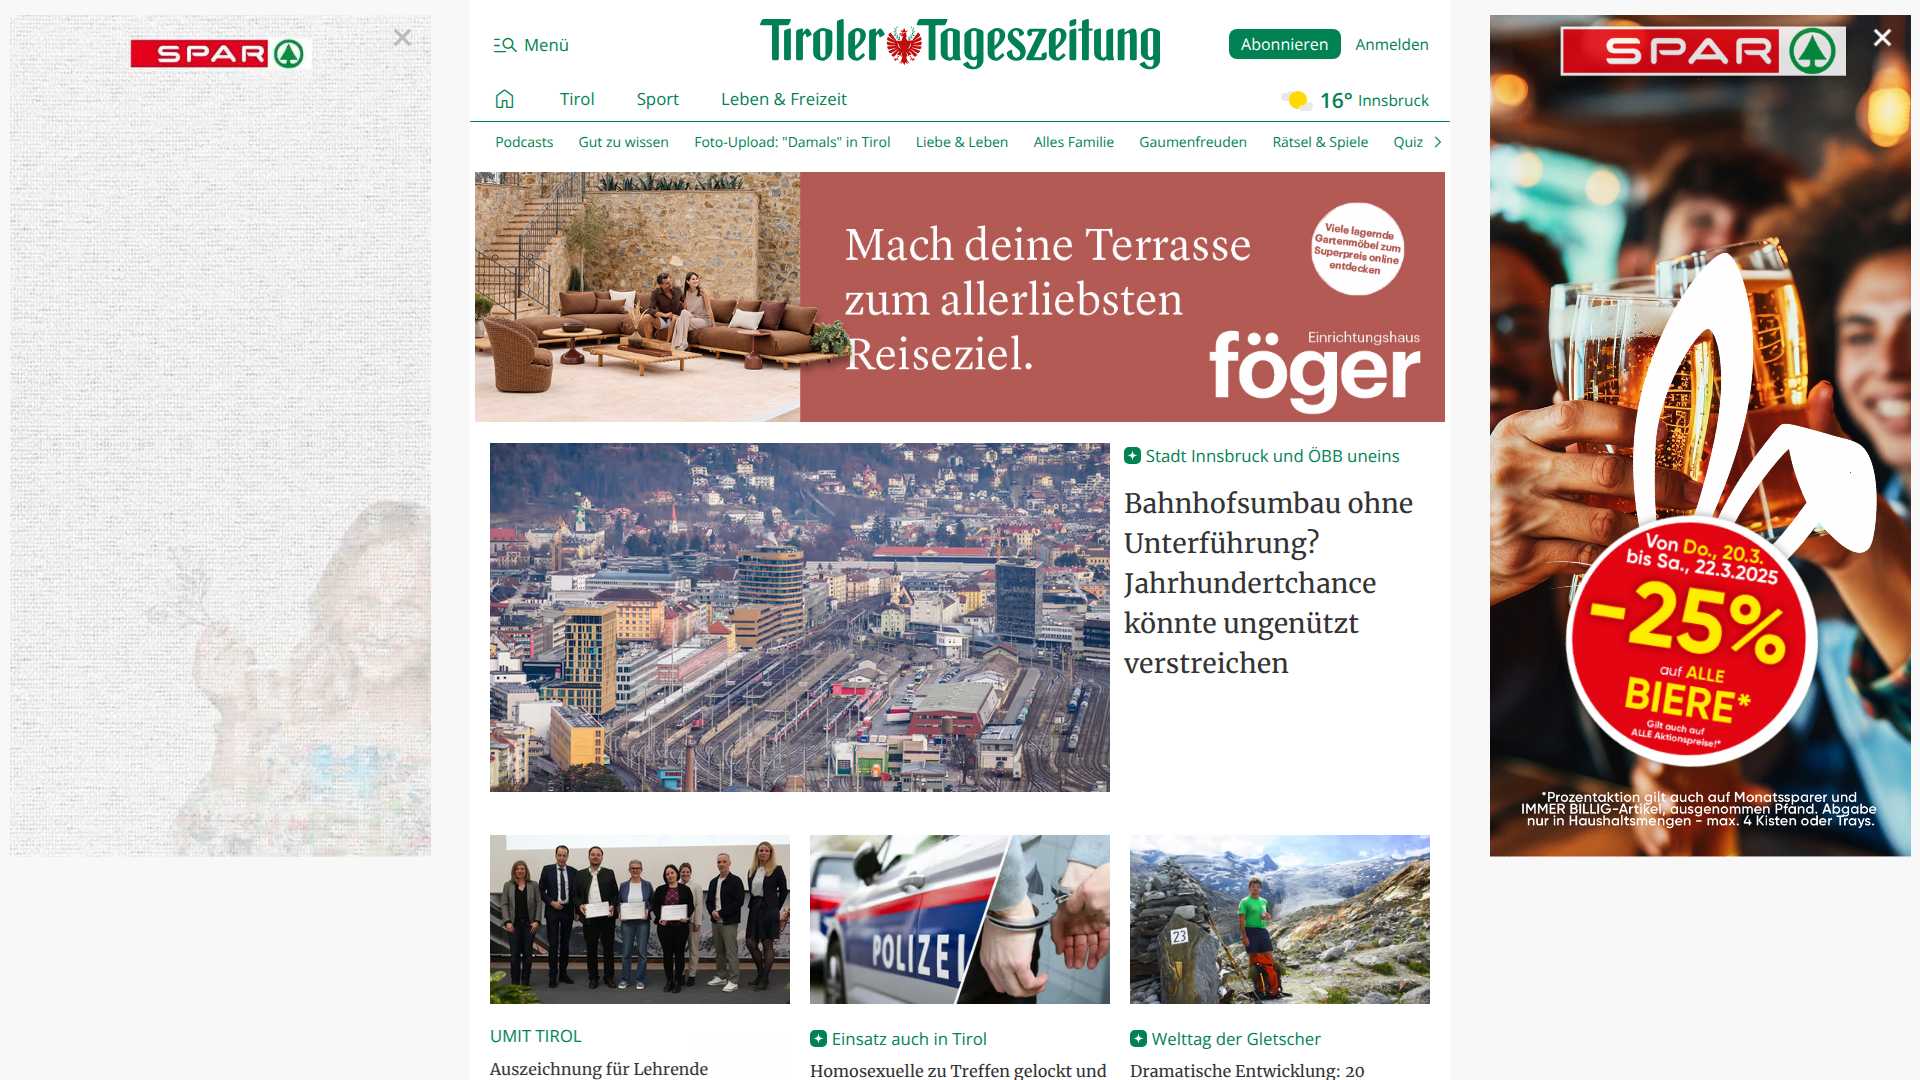 SPAR
Menü
Tiroler Tageszeitung
Abonnieren
Anmelden
Tirol
Sport
Leben & Freizeit
16° Innsbruck
Podcasts
Gut zu wissen
Foto-Upload: "Damals" in Tirol
Liebe & Leben
Alles Familie
Gaumenfreuden
Rätsel & Spiele
Quiz
Mach deine Terrasse
zum allerliebsten
Reiseziel.
Viele lagernde
Gartenmöbel zum
Superpreis online
entdecken
Einrichtungshaus
föger
Stadt Innsbruck und ÖBB uneins
Bahnhofsumbau ohne
Unterführung?
Jahrhundertchance
könnte ungenützt
verstreichen
POLIZEI
23
UMIT TIROL
Auszeichnung für Lehrende
Einsatz auch in Tirol
Homosexuelle zu Treffen gelockt und
Welttag der Gletscher
Dramatische Entwicklung: 20
SPAR
Von Do., 20.3.
bis Sa., 22.3.2025
-25%
auf ALLE
BIERE*
Gilt auch auf
ALLE Aktionspreise!*
*Prozentaktion gilt auch auf Monatssparer und
IMMER BILLIG-Artikel, ausgenommen Pfand. Abgabe
nur in Haushaltsmengen - max. 4 Kisten oder Trays.